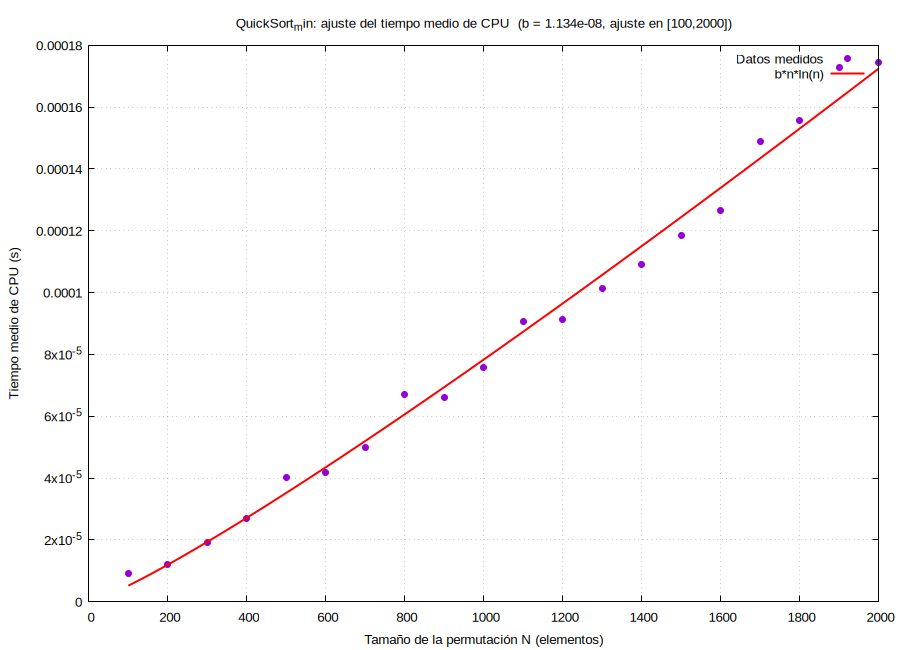 QuickSort_min: ajuste del tiempo medio de CPU  (b = 1.134e-08, ajuste en [100,2000])
Datos medidos
b*n*ln(n)
0.00018
0.00016
0.00014
0.00012
0.0001
8x10^-5
6x10^-5
4x10^-5
2x10^-5
0
Tiempo medio de CPU (s)
0 200 400 600 800 1000 1200 1400 1600 1800 2000
Tamaño de la permutación N (elementos)